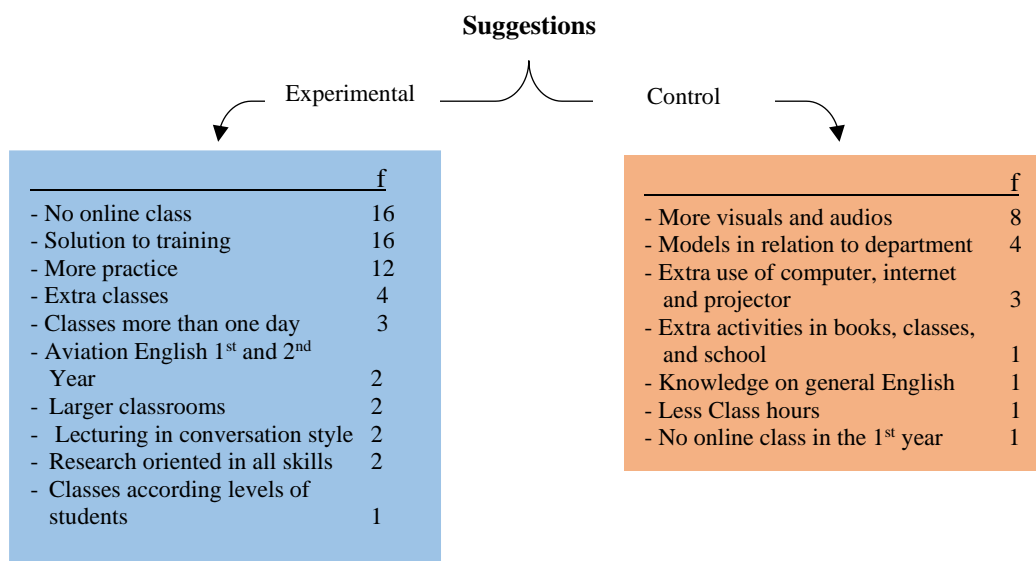 Suggestions
Experimental
Control
f
- No online class 16
- Solution to training 16
- More practice 12
- Extra classes 4
- Classes more than one day 3
- Aviation English 1st and 2nd
Year 2
- Larger classrooms 2
- Lecturing in conversation style 2
- Research oriented in all skills 2
- Classes according levels of
students 1
f
- More visuals and audios 8
- Models in relation to department 4
- Extra use of computer, internet
and projector 3
- Extra activities in books, classes,
and school 1
- Knowledge on general English 1
- Less Class hours 1
- No online class in the 1st year 1